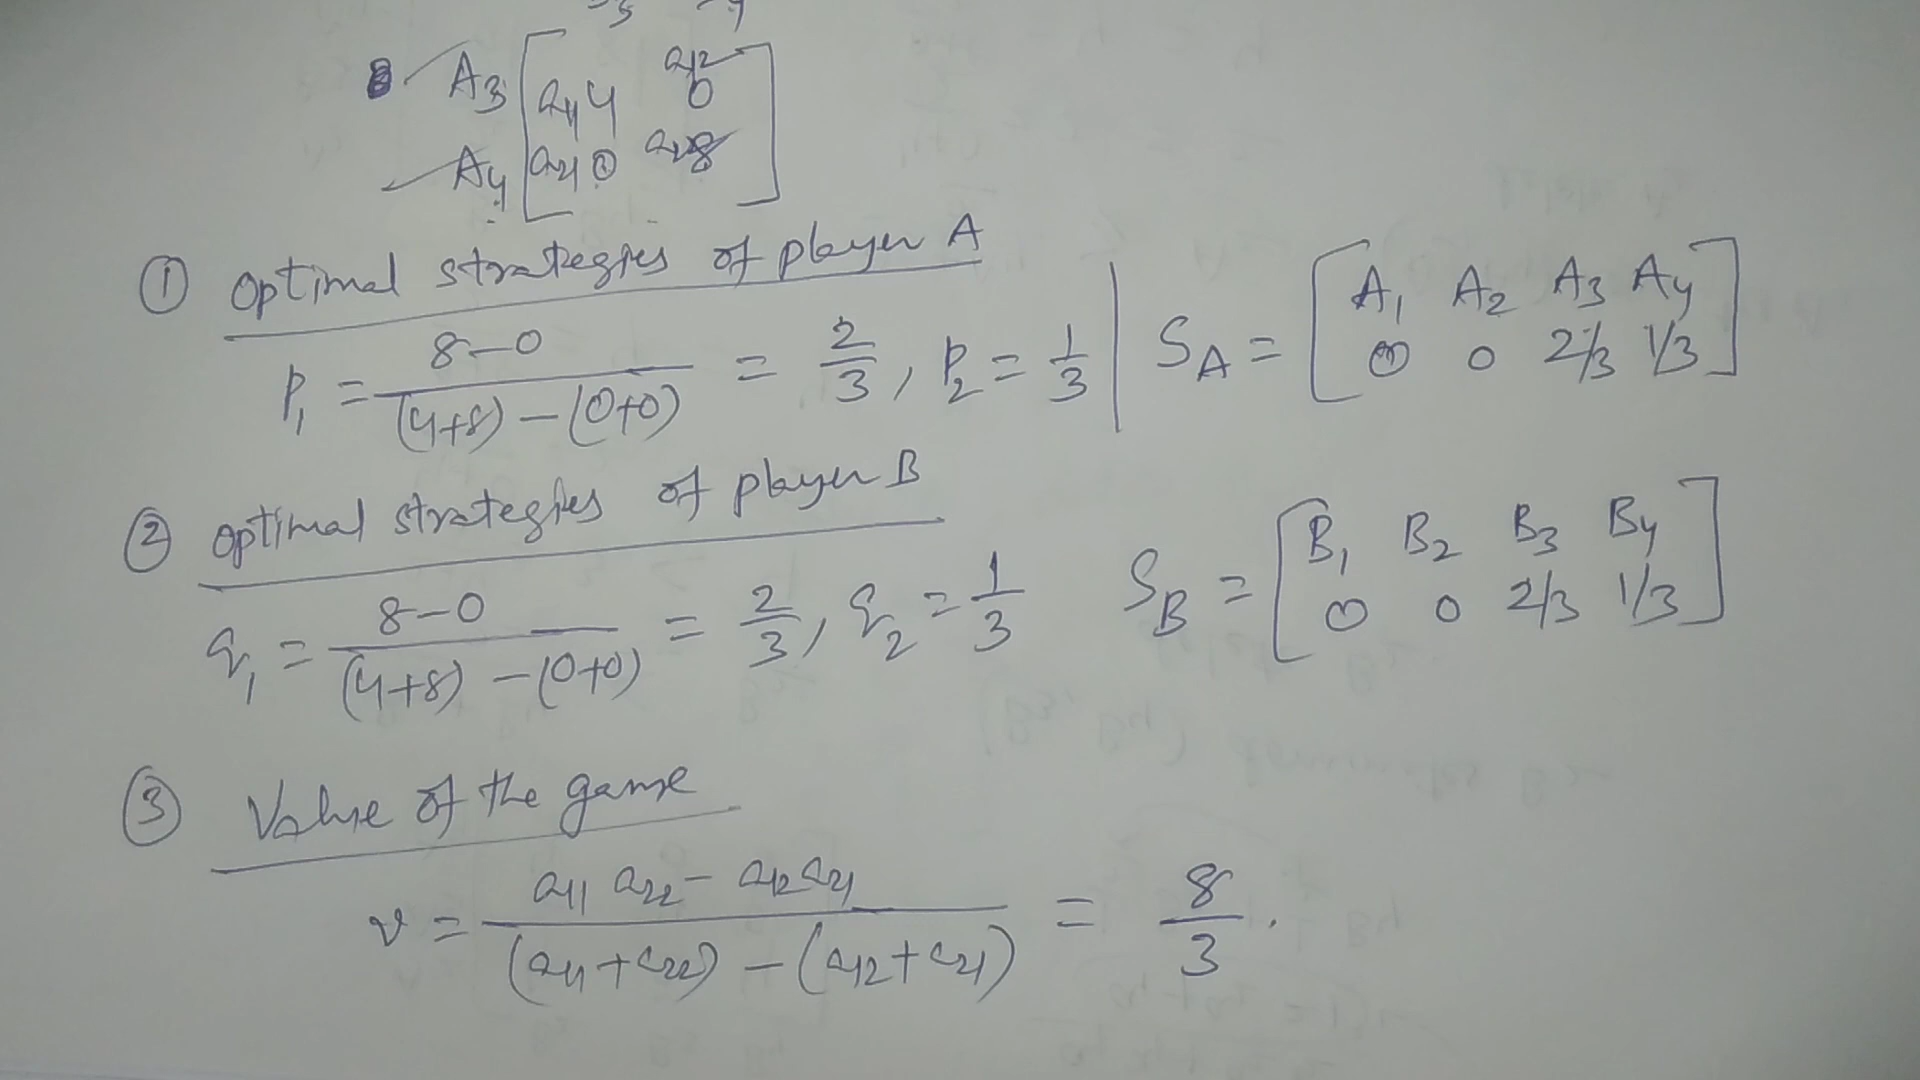 A3 [a11 4 a12 0]
A4 [a21 0 a22 8]
① optimal strategies of player A
P1 = 8-0 / (4+8) - (0+0) = 2/3, P2 = 1/3 | SA = [A1 A2 A3 A4
0 0 2/3 1/3]
② optimal strategies of player B
q1 = 8-0 / (4+8) - (0+0) = 2/3, q2 = 1/3 SB = [B1 B2 B3 B4
0 0 2/3 1/3]
③ Value of the game
v = a11 a22 - a12 a21 / (a11 + a22) - (a12 + a21) = 8/3.